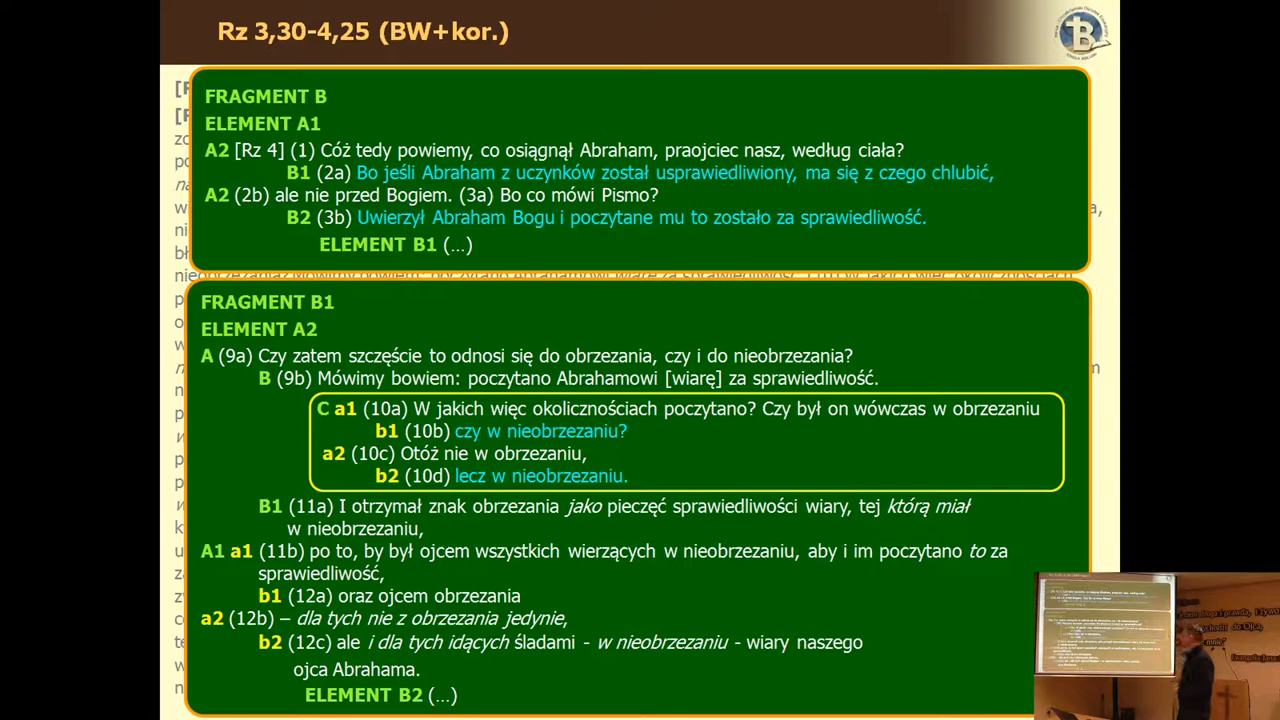 Rz 3,30-4,25 (BW+kor.)
FRAGMENT B
ELEMENT A1
A2 [Rz 4] (1) Cóż tedy powiemy, co osiągnął Abraham, praojciec nasz, według ciała?
B1 (2a) Bo jeśli Abraham z uczynków został usprawiedliwiony, ma się z czego chlubić,
A2 (2b) ale nie przed Bogiem. (3a) Bo co mówi Pismo?
B2 (3b) Uwierzył Abraham Bogu i poczytane mu to zostało za sprawiedliwość.
ELEMENT B1 (…)
FRAGMENT B1
ELEMENT A2
A (9a) Czy zatem szczęście to odnosi się do obrzezania, czy i do nieobrzezania?
B (9b) Mówimy bowiem: poczytano Abrahamowi [wiarę] za sprawiedliwość.
C a1 (10a) W jakich więc okolicznościach poczytano? Czy był on wówczas w obrzezaniu
b1 (10b) czy w nieobrzezaniu?
a2 (10c) Otóż nie w obrzezaniu,
b2 (10d) lecz w nieobrzezaniu.
B1 (11a) I otrzymał znak obrzezania jako pieczęć sprawiedliwości wiary, tej którą miał
w nieobrzezaniu,
A1 a1 (11b) po to, by był ojcem wszystkich wierzących w nieobrzezaniu, aby i im poczytano to za
sprawiedliwość,
b1 (12a) oraz ojcem obrzezania
a2 (12b) – dla tych nie z obrzezania jedynie,
b2 (12c) ale i dla tych idących śladami - w nieobrzezaniu - wiary naszego
ojca Abrahama.
ELEMENT B2 (…)